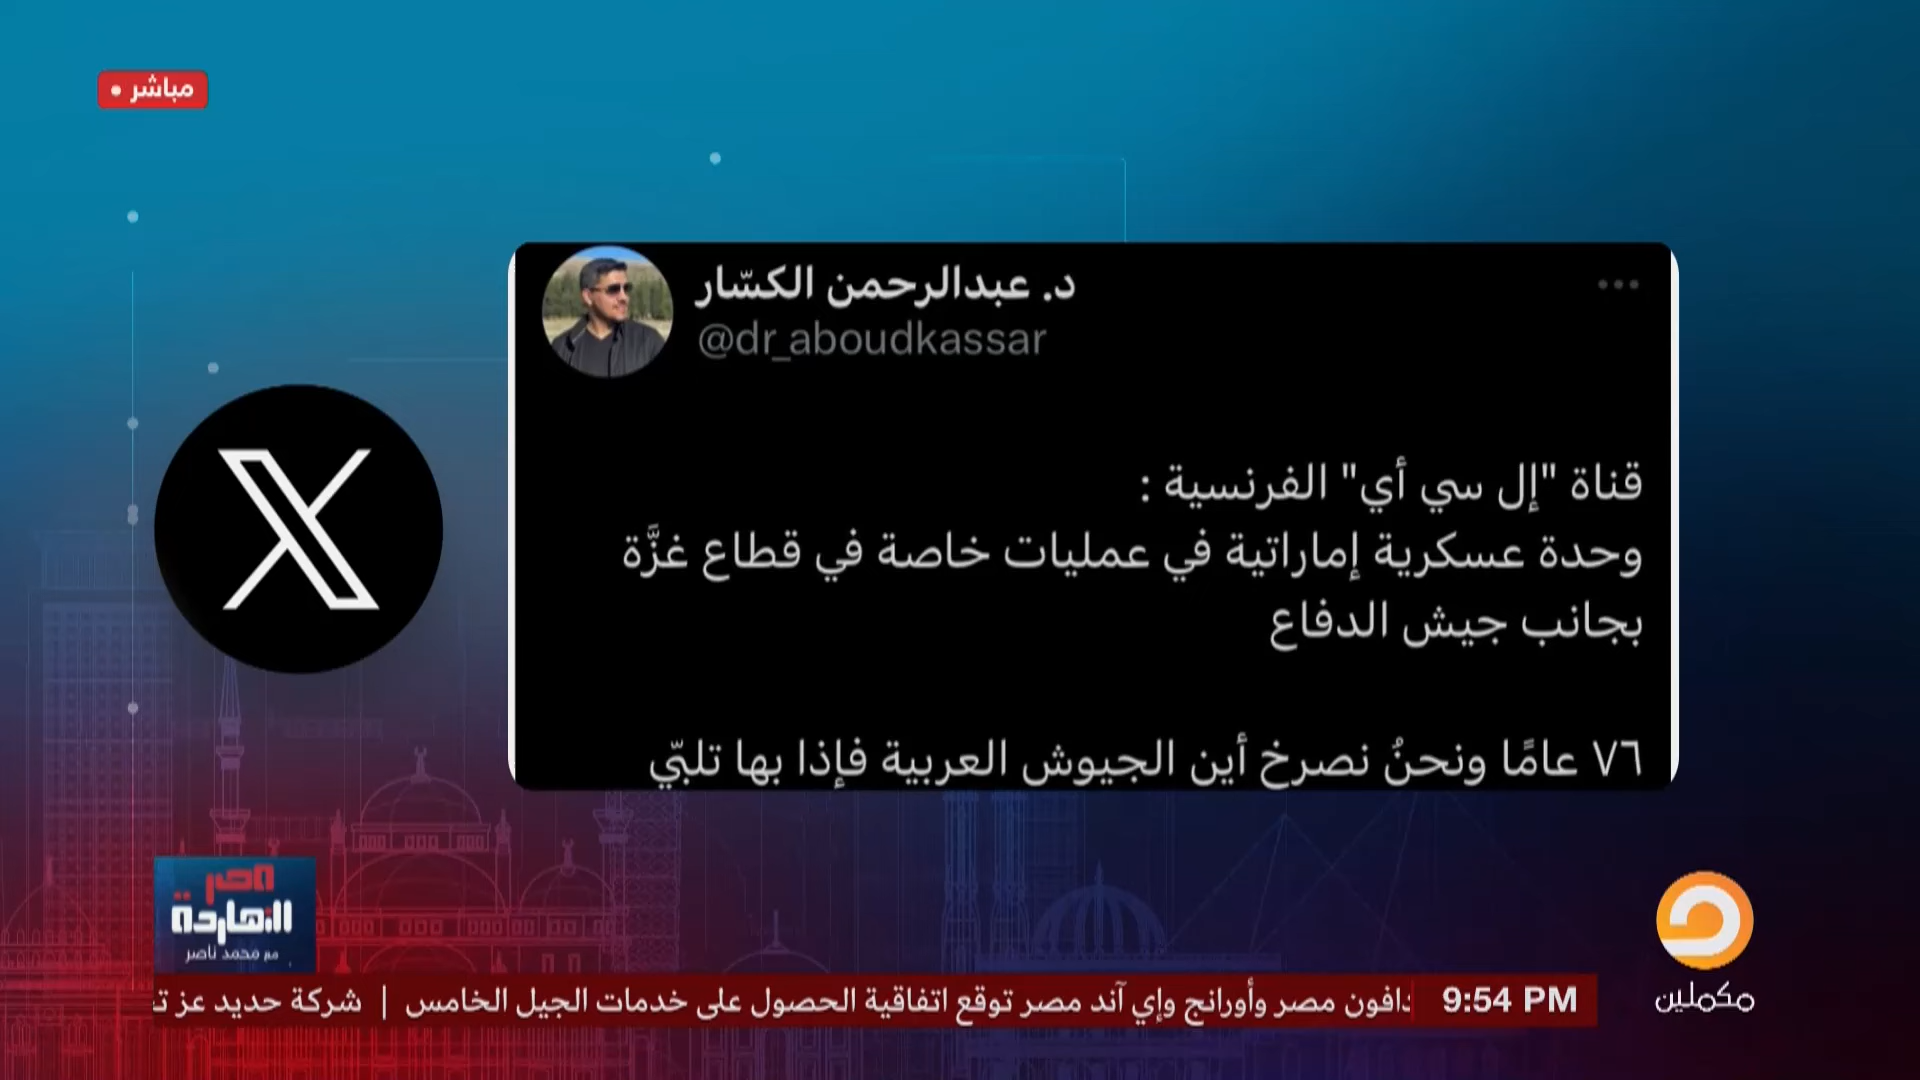 مباشر
د. عبدالرحمن الكسّار
@dr_aboudkassar
قناة "إل سي أي" الفرنسية :
وحدة عسكرية إماراتية في عمليات خاصة في قطاع غزَّة
بجانب جيش الدفاع
٧٦ عامًا ونحنُ نصرخ أين الجيوش العربية فإذا بها تلبّي
مصر
النهاردة
مع محمد ناصر
9:54 PM
وأورانج مصر وإي آند مصر توقع اتفاقية الحصول على خدمات الجيل الخامس | شركة حديد عز
مكملين